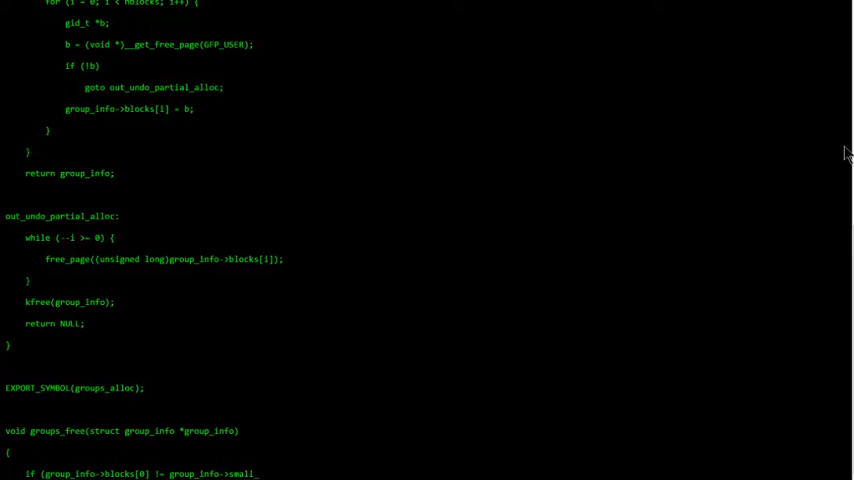 for (i = 0; i < nblocks; i++) {
gid_t *b;
b = (void *)__get_free_page(GFP_USER);
if (!b)
goto out_undo_partial_alloc;
group_info->blocks[i] = b;
}
}
return group_info;
out_undo_partial_alloc:
while (--i >= 0) {
free_page((unsigned long)group_info->blocks[i]);
}
kfree(group_info);
return NULL;
}
EXPORT_SYMBOL(groups_alloc);
void groups_free(struct group_info *group_info)
{
if (group_info->blocks[0] != group_info->small_